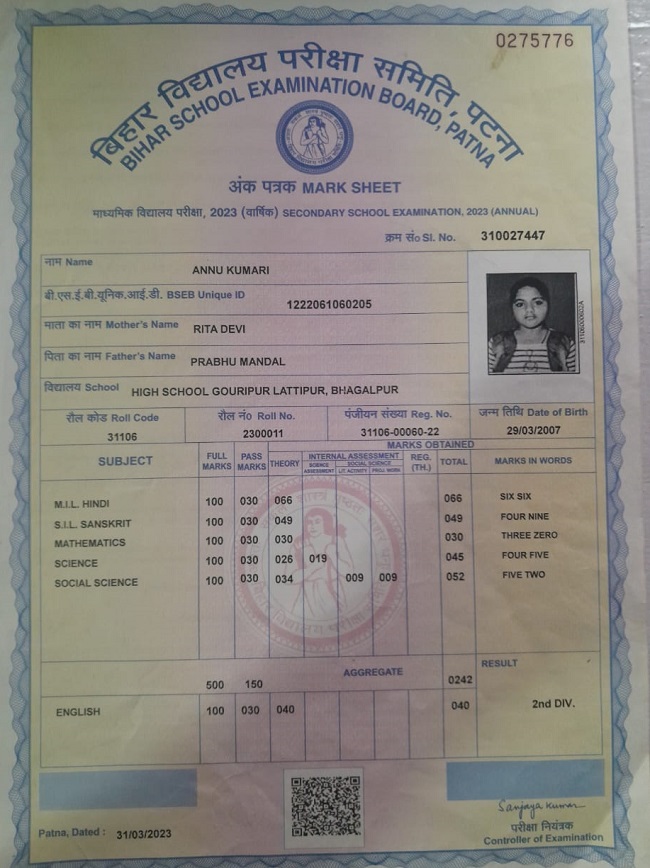 0275776
बिहार विद्यालय परीक्षा समिति, पटना
BIHAR SCHOOL EXAMINATION BOARD, PATNA
अंक पत्रक MARK SHEET
माध्यमिक विद्यालय परीक्षा, 2023 (वार्षिक) SECONDARY SCHOOL EXAMINATION, 2023 (ANNUAL)
क्रम सं० Sl. No. 310027447
नाम Name ANNU KUMARI
बी.एस.ई.बी.यूनिक.आई.डी. BSEB Unique ID 1222061060205
माता का नाम Mother's Name RITA DEVI
पिता का नाम Father's Name PRABHU MANDAL
विद्यालय School HIGH SCHOOL GOURIPUR LATTIPUR, BHAGALPUR
रौल कोड Roll Code रौल नं० Roll No. पंजीयन संख्या Reg. No. जन्म तिथि Date of Birth
31106 2300011 31106-00060-22 29/03/2007
MARKS OBTAINED
SUBJECT FULL MARKS PASS MARKS THEORY INTERNAL ASSESSMENT REG. (TH.) TOTAL MARKS IN WORDS
SCIENCE ASSESSMENT SOCIAL SCIENCE LIT. ACTIVITY PROJ. WORK
M.I.L. HINDI 100 030 066 066 SIX SIX
S.I.L. SANSKRIT 100 030 049 049 FOUR NINE
MATHEMATICS 100 030 030 030 THREE ZERO
SCIENCE 100 030 026 019 045 FOUR FIVE
SOCIAL SCIENCE 100 030 034 009 009 052 FIVE TWO
500 150 AGGREGATE 0242 RESULT
ENGLISH 100 030 040 040 2nd DIV.
Patna, Dated : 31/03/2023
Sanjaya Kumar
परीक्षा नियंत्रक
Controller of Examination